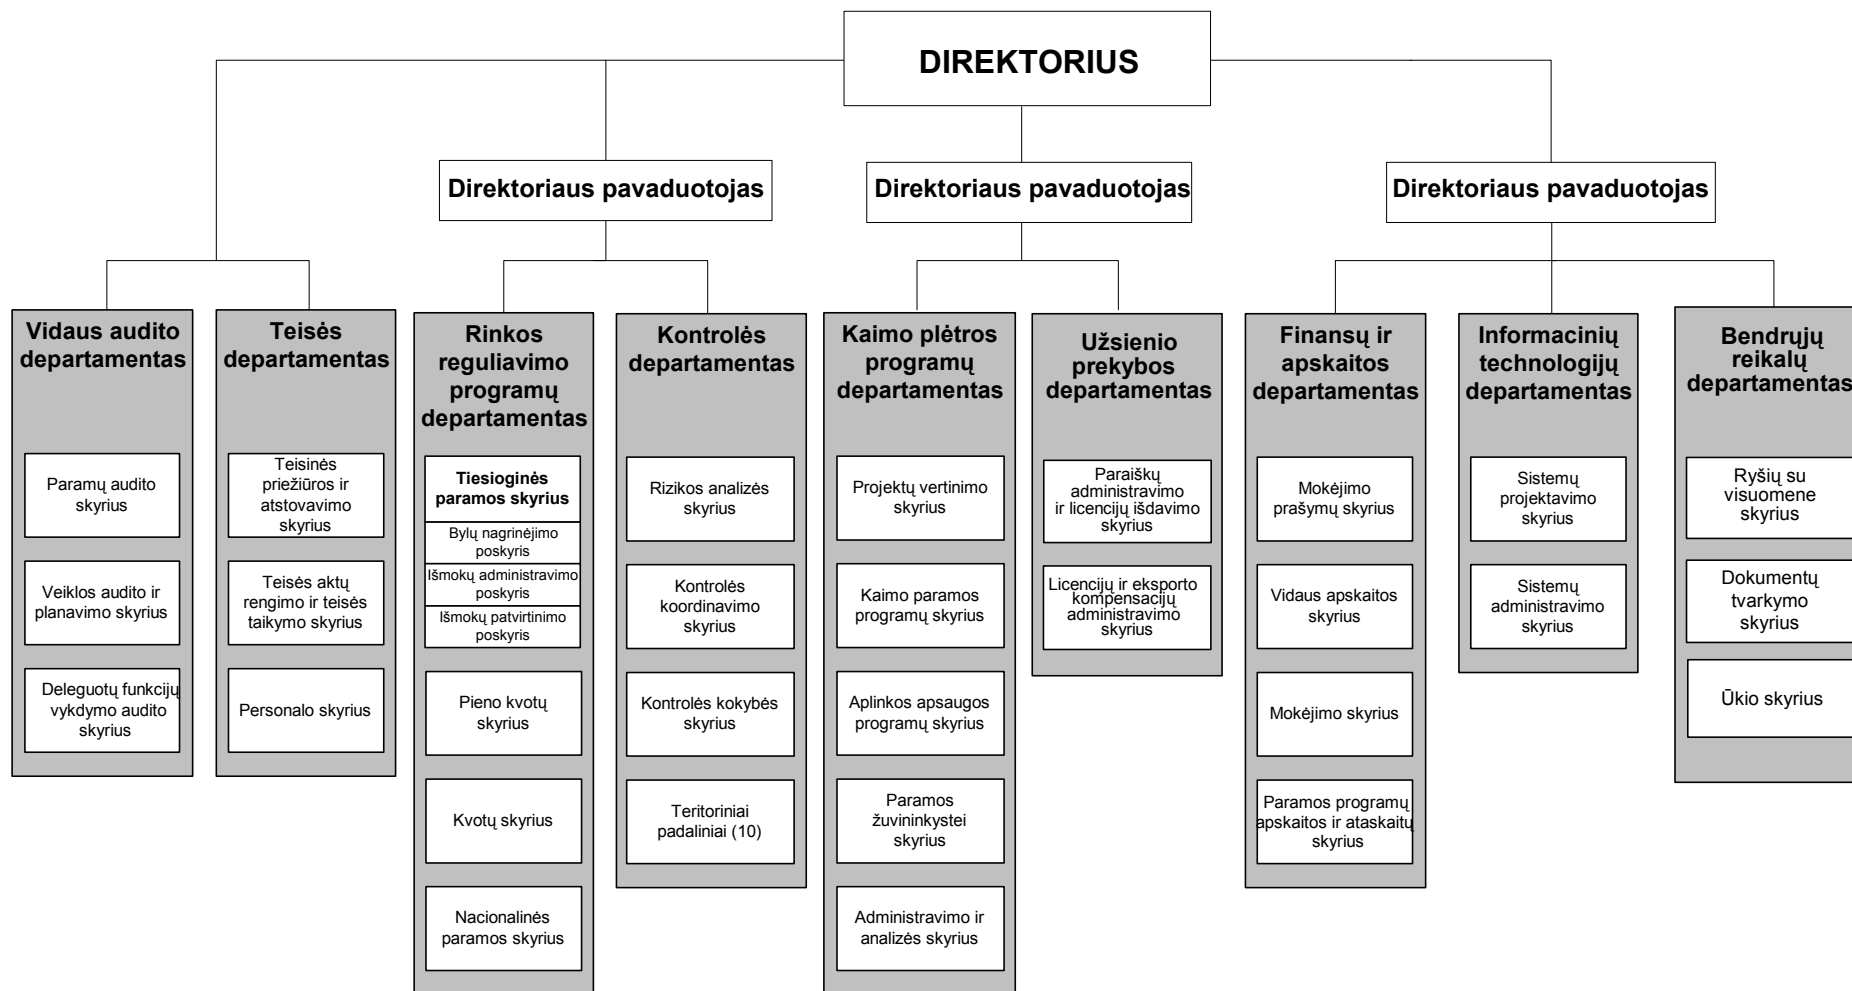 DIREKTORIUS
Direktoriaus pavaduotojas
Direktoriaus pavaduotojas
Direktoriaus pavaduotojas
Vidaus audito
departamentas
Paramų audito
skyrius
Veiklos audito ir
planavimo skyrius
Deleguotų funkcijų
vykdymo audito
skyrius
Teisės
departamentas
Teisinės
priežiūros ir
atstovavimo
skyrius
Teisės aktų
rengimo ir teisės
taikymo skyrius
Personalo skyrius
Rinkos
reguliavimo
programų
departamentas
Tiesioginės
paramos skyrius
Bylų nagrinėjimo
poskyris
Išmokų administravimo
poskyris
Išmokų patvirtinimo
poskyris
Pieno kvotų
skyrius
Kvotų skyrius
Nacionalinės
paramos skyrius
Kontrolės
departamentas
Rizikos analizės
skyrius
Kontrolės
koordinavimo
skyrius
Kontrolės kokybės
skyrius
Teritoriniai
padaliniai (10)
Kaimo plėtros
programų
departamentas
Projektų vertinimo
skyrius
Kaimo paramos
programų skyrius
Aplinkos apsaugos
programų skyrius
Paramos
žuvininkystei
skyrius
Administravimo ir
analizės skyrius
Užsienio
prekybos
departamentas
Paraiškų
administravimo
ir licencijų išdavimo
skyrius
Licencijų ir eksporto
kompensacijų
administravimo
skyrius
Finansų ir
apskaitos
departamentas
Mokėjimo
prašymų skyrius
Vidaus apskaitos
skyrius
Mokėjimo skyrius
Paramos programų
apskaitos ir ataskaitų
skyrius
Informacinių
technologijų
departamentas
Sistemų
projektavimo
skyrius
Sistemų
administravimo
skyrius
Bendrųjų
reikalų
departamentas
Ryšių su
visuomene
skyrius
Dokumentų
tvarkymo
skyrius
Ūkio skyrius